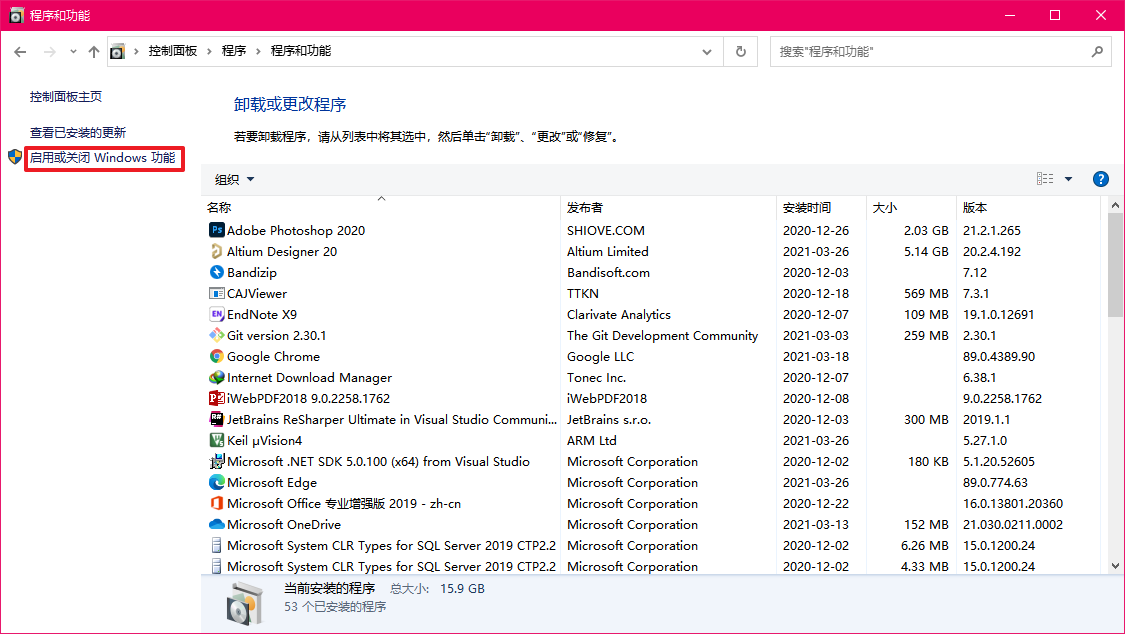 程序和功能
控制面板 程序 程序和功能
搜索"程序和功能"
控制面板主页
查看已安装的更新
启用或关闭 Windows 功能
卸载或更改程序
若要卸载程序，请从列表中将其选中，然后单击“卸载”、“更改”或“修复”。
组织
名称 发布者 安装时间 大小 版本
Adobe Photoshop 2020 SHIOVE.COM 2020-12-26 2.03 GB 21.2.1.265
Altium Designer 20 Altium Limited 2021-03-26 5.14 GB 20.2.4.192
Bandizip Bandisoft.com 2020-12-03 7.12
CAJViewer TTKN 2020-12-18 569 MB 7.3.1
EndNote X9 Clarivate Analytics 2020-12-07 109 MB 19.1.0.12691
Git version 2.30.1 The Git Development Community 2021-03-03 259 MB 2.30.1
Google Chrome Google LLC 2021-03-18 89.0.4389.90
Internet Download Manager Tonec Inc. 2020-12-07 6.38.1
iWebPDF2018 9.0.2258.1762 iWebPDF2018 2020-12-08 9.0.2258.1762
JetBrains ReSharper Ultimate in Visual Studio Communi... JetBrains s.r.o. 2020-12-03 300 MB 2019.1.1
Keil µVision4 ARM Ltd 2021-03-26 5.27.1.0
Microsoft .NET SDK 5.0.100 (x64) from Visual Studio Microsoft Corporation 2020-12-02 180 KB 5.1.20.52605
Microsoft Edge Microsoft Corporation 2021-03-26 89.0.774.63
Microsoft Office 专业增强版 2019 - zh-cn Microsoft Corporation 2020-12-22 16.0.13801.20360
Microsoft OneDrive Microsoft Corporation 2021-03-13 152 MB 21.030.0211.0002
Microsoft System CLR Types for SQL Server 2019 CTP2.2 Microsoft Corporation 2020-12-02 6.26 MB 15.0.1200.24
Microsoft System CLR Types for SQL Server 2019 CTP2.2 Microsoft Corporation 2020-12-02 4.33 MB 15.0.1200.24
当前安装的程序 总大小: 15.9 GB
53 个已安装的程序